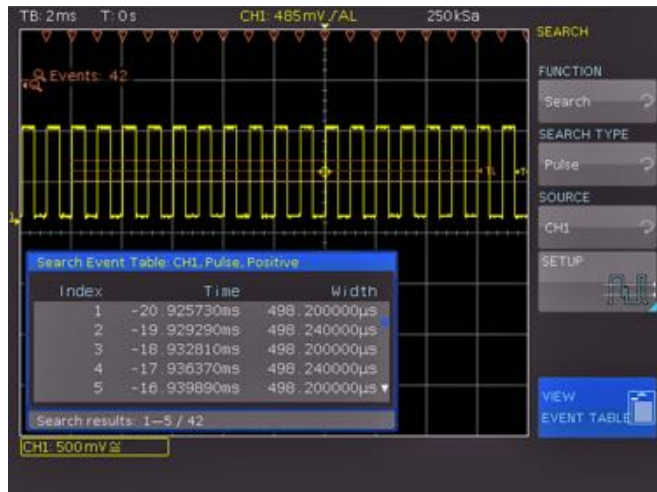 TB: 2ms T: 0s CH1: 485mV / AL 250kSa
SEARCH
Events: 42
FUNCTION
Search
SEARCH TYPE
Pulse
TL
SOURCE
CH1
SETUP
Search Event Table: CH1, Pulse, Positive
Index Time Width
1 -20.925730ms 498.200000µs
2 -19.929290ms 498.240000µs
3 -18.932810ms 498.200000µs
4 -17.936370ms 498.240000µs
5 -16.939890ms 498.200000µs
Search results: 1—5 / 42
VIEW
EVENT TABLE
CH1: 500mV